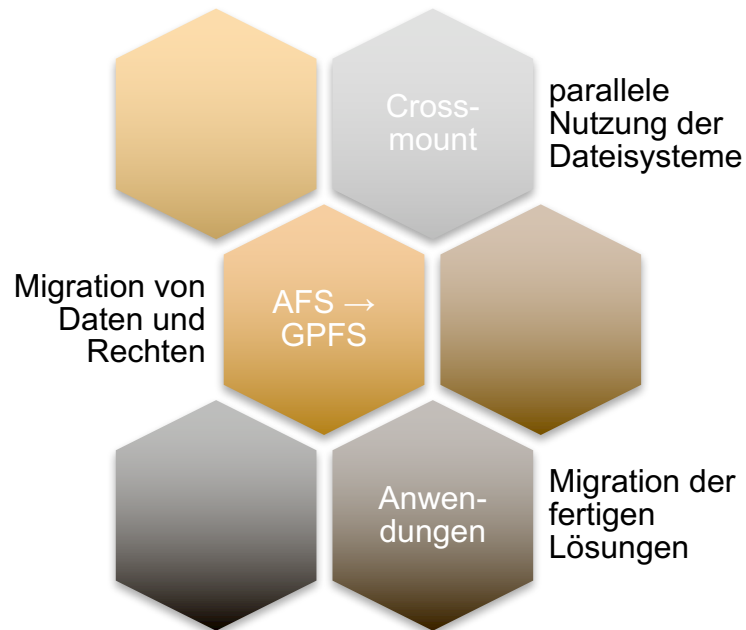 Cross-
mount
parallele
Nutzung der
Dateisysteme
Migration von
Daten und
Rechten
AFS →
GPFS
Anwen-
dungen
Migration der
fertigen
Lösungen